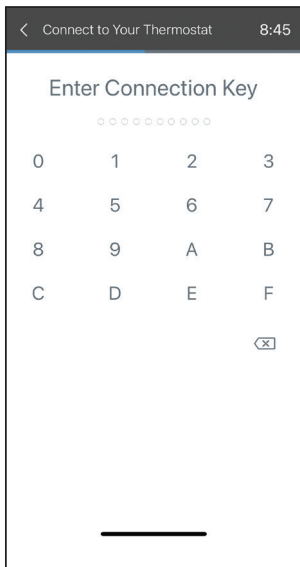 Connect to Your Thermostat 8:45
Enter Connection Key
0 1 2 3
4 5 6 7
8 9 A B
C D E F